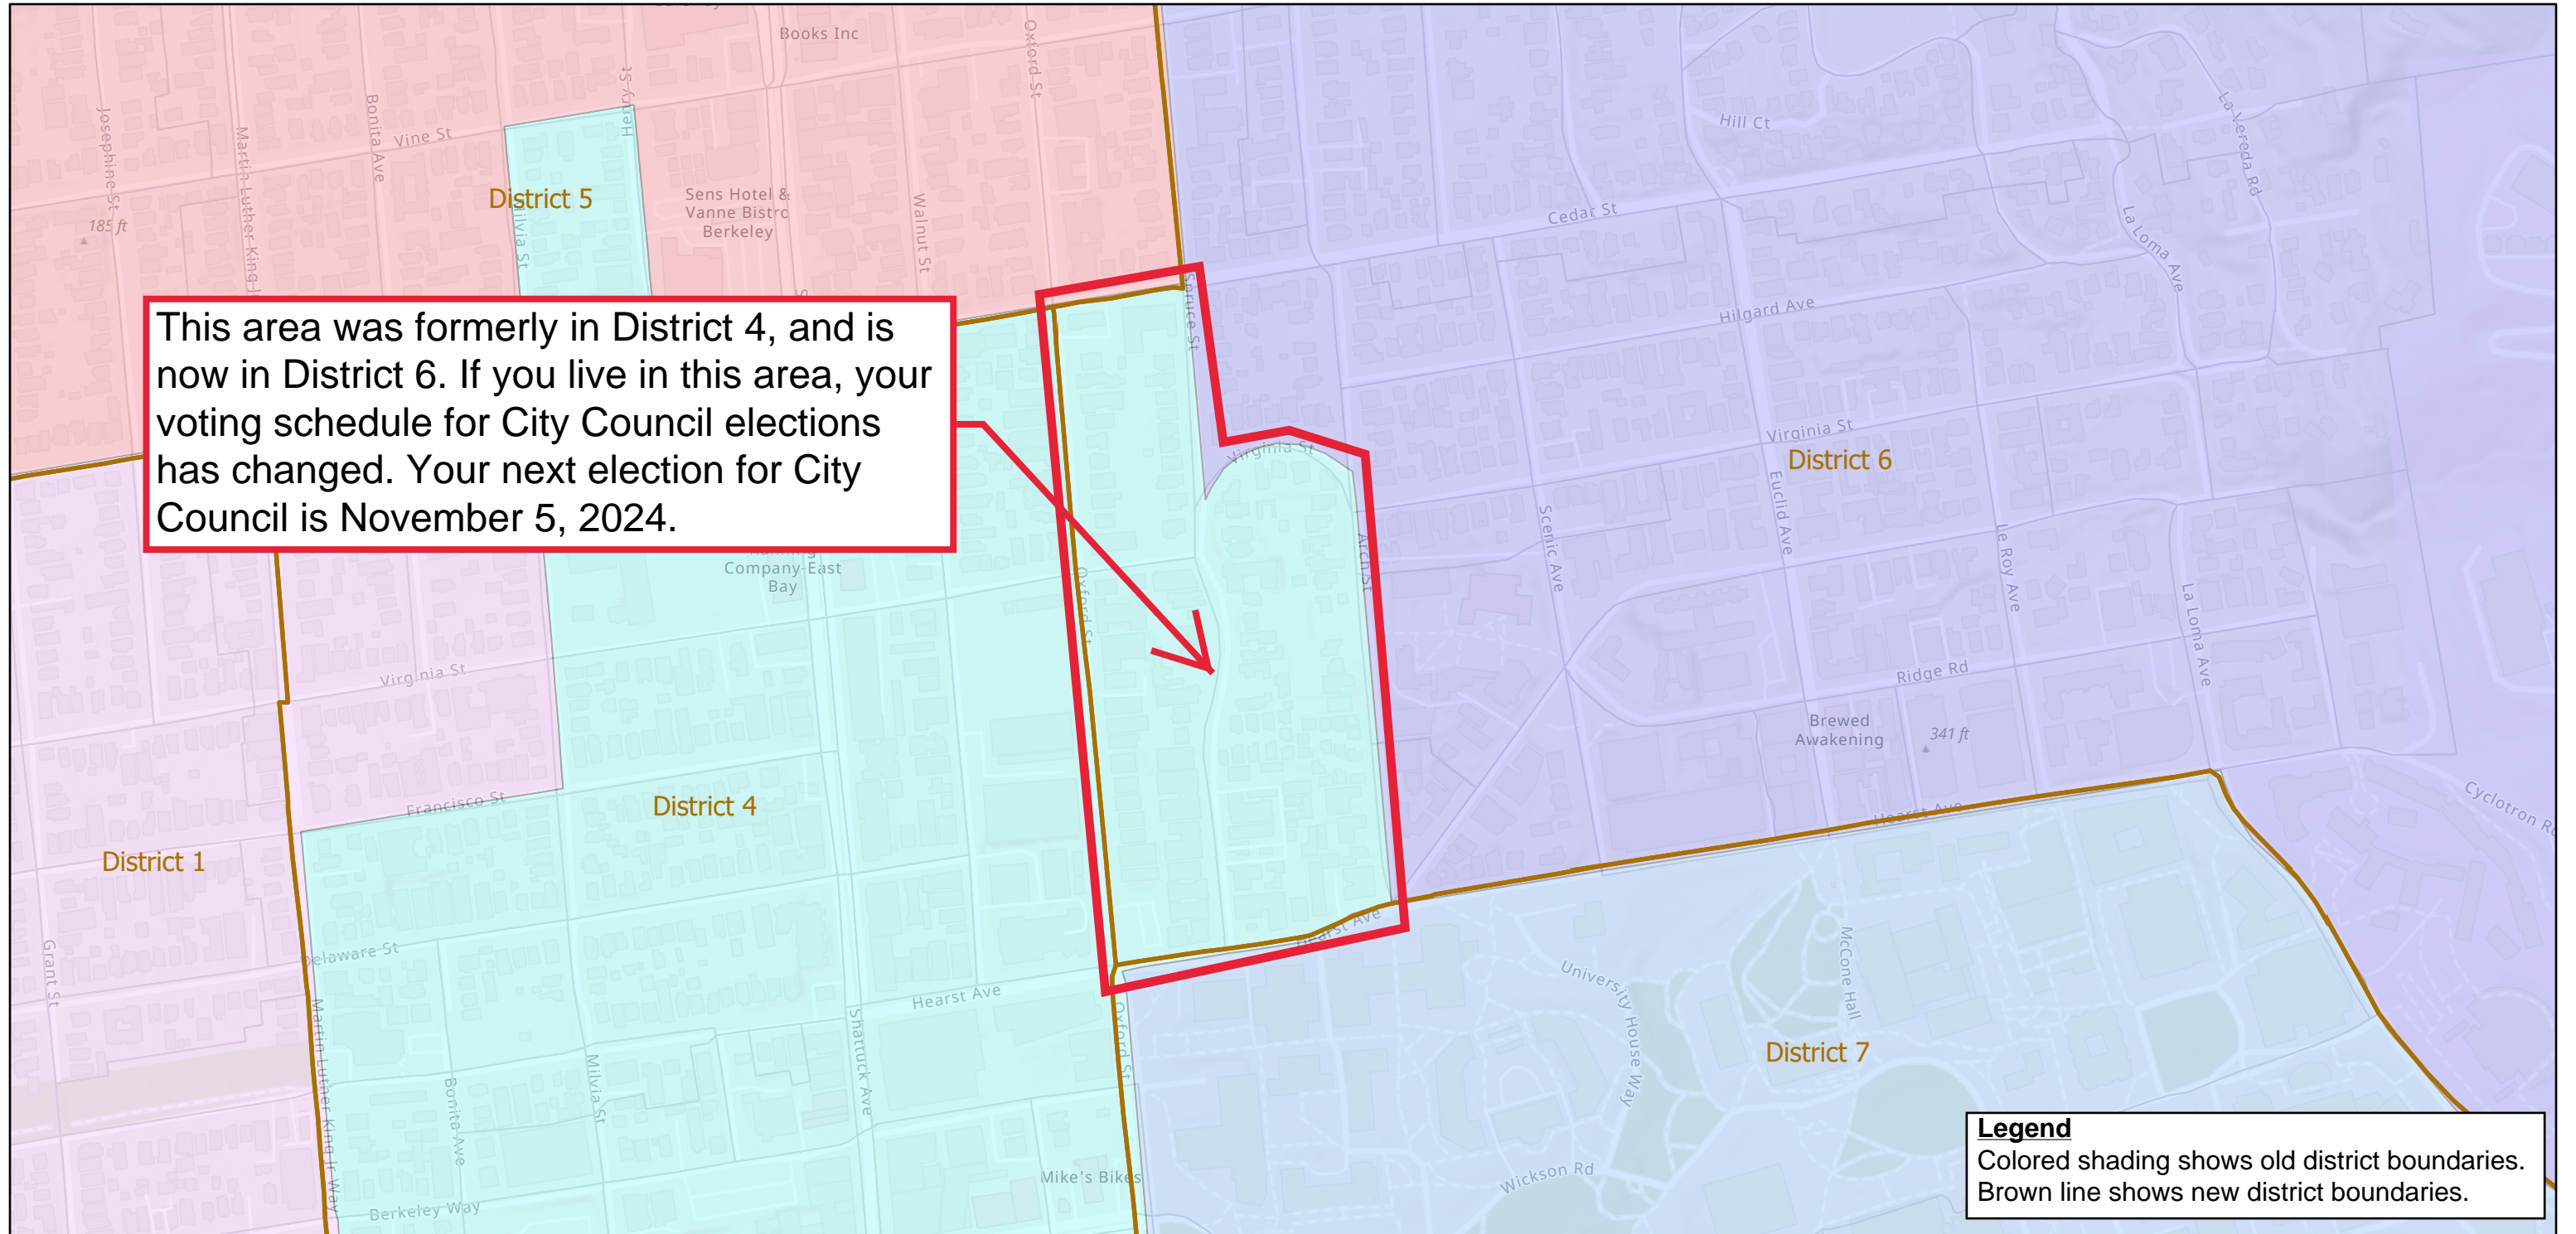 Books Inc
Oxford St
Henry St
Josephine St
Bonita Ave
Vine St
Hill Ct
La Vereda Rd
District 5
Sens Hotel &
Vanne Bistro
Berkeley
Walnut St
Cedar St
La Loma Ave
185 ft
Milvia St
Martin Luther King Jr
Spruce St
Hilgard Ave
This area was formerly in District 4, and is
now in District 6. If you live in this area, your
voting schedule for City Council elections
has changed. Your next election for City
Council is November 5, 2024.
Virginia St
Virginia St
District 6
Euclid Ave
Scenic Ave
Arch St
Le Roy Ave
Company-East
Bay
Oxford St
La Loma Ave
Virginia St
Ridge Rd
Brewed
Awakening
341 ft
Francisco St
District 4
Hearst Ave
Cyclotron Rd
District 1
Hearst Ave
Delaware St
Grant St
Hearst Ave
McCone Hall
University House Way
Martin Luther King Jr Way
Shattuck Ave
Oxford St
Milvia St
Bonita Ave
District 7
Mike's Bikes
Wickson Rd
Berkeley Way
Legend
Colored shading shows old district boundaries.
Brown line shows new district boundaries.